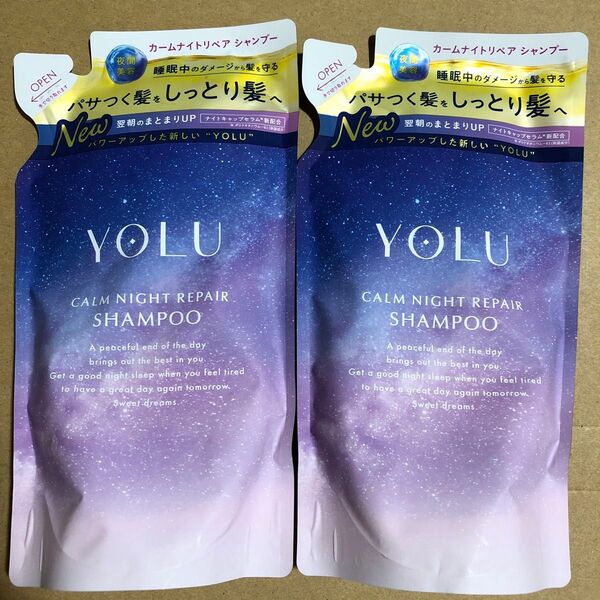 カームナイトリペア シャンプー
夜間
美容
睡眠中のダメージから髪を守る
OPEN
パサつく髪をしっとり髪へ
New
翌朝のまとまりUP
ナイトキャップセラム*新配合
パワーアップした新しい "YOLU"
YOLU
CALM NIGHT REPAIR
SHAMPOO
A peaceful end of the day
brings out the best in you.
Get a good night sleep when you feel tired
to have a great day again tomorrow.
Sweet dreams.
カームナイトリペア シャンプー
夜間
美容
睡眠中のダメージから髪を守る
OPEN
パサつく髪をしっとり髪へ
New
翌朝のまとまりUP
ナイトキャップセラム*新配合
パワーアップした新しい "YOLU"
YOLU
CALM NIGHT REPAIR
SHAMPOO
A peaceful end of the day
brings out the best in you.
Get a good night sleep when you feel tired
to have a great day again tomorrow.
Sweet dreams.